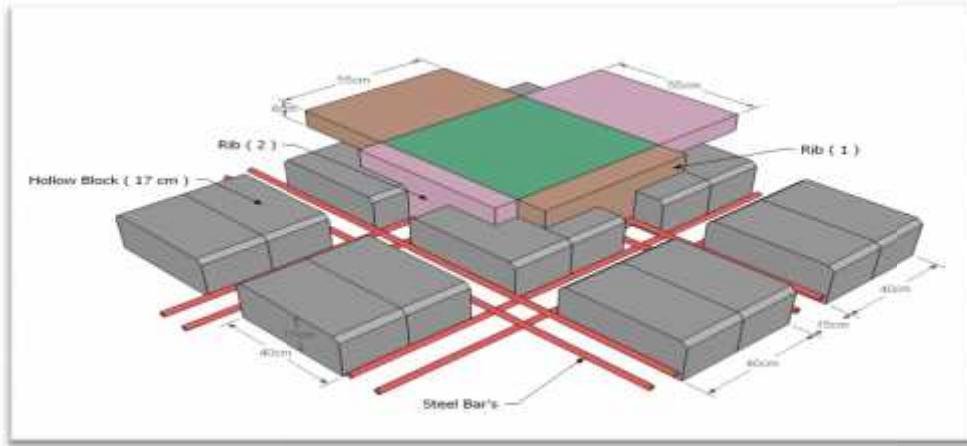 55cm
55cm
Rib ( 2 )
Rib ( 1 )
Hollow Block ( 17 cm )
40cm
15cm
40cm
40cm
Steel Bar's